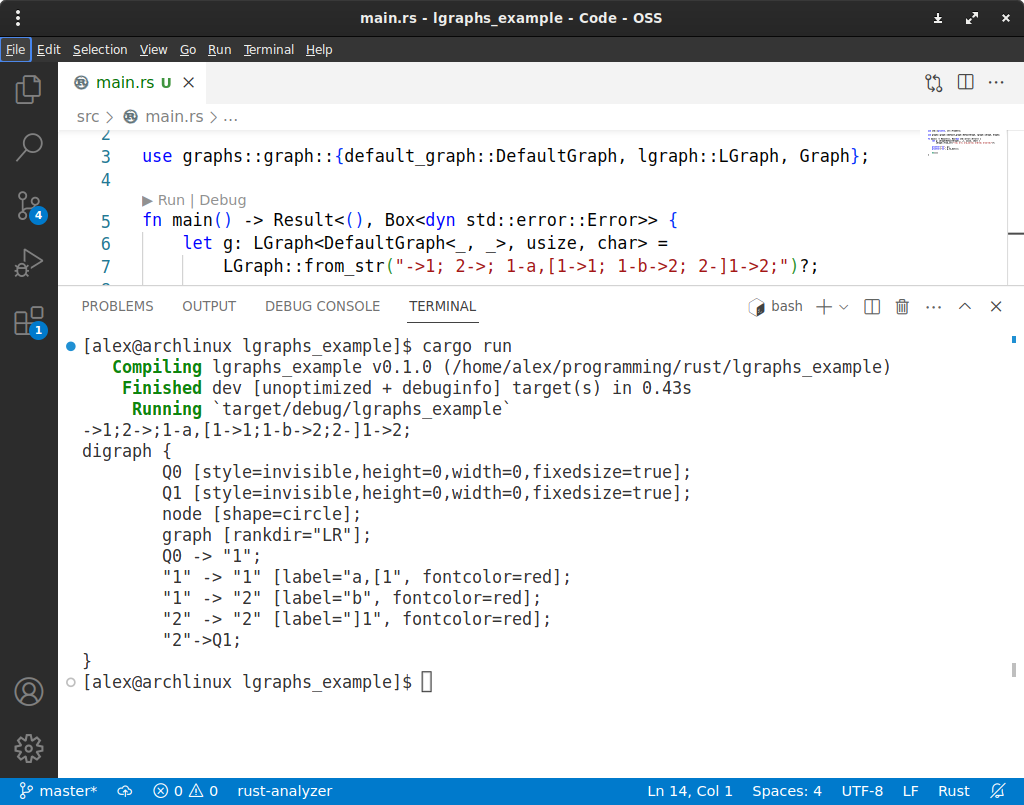 main.rs - lgraphs_example - Code - OSS
File Edit Selection View Go Run Terminal Help
main.rs U
src > main.rs > ...
2
3 use graphs::graph::{default_graph::DefaultGraph, lgraph::LGraph, Graph};
4
▶ Run | Debug
5 fn main() -> Result<(), Box<dyn std::error::Error>> {
6 let g: LGraph<DefaultGraph<_, _>, usize, char> =
7 LGraph::from_str("->1; 2->; 1-a,[1->1; 1-b->2; 2-]1->2;")?;
PROBLEMS OUTPUT DEBUG CONSOLE TERMINAL bash
[alex@archlinux lgraphs_example]$ cargo run
Compiling lgraphs_example v0.1.0 (/home/alex/programming/rust/lgraphs_example)
Finished dev [unoptimized + debuginfo] target(s) in 0.43s
Running `target/debug/lgraphs_example`
->1;2->;1-a,[1->1;1-b->2;2-]1->2;
digraph {
Q0 [style=invisible,height=0,width=0,fixedsize=true];
Q1 [style=invisible,height=0,width=0,fixedsize=true];
node [shape=circle];
graph [rankdir="LR"];
Q0 -> "1";
"1" -> "1" [label="a,[1", fontcolor=red];
"1" -> "2" [label="b", fontcolor=red];
"2" -> "2" [label="]1", fontcolor=red];
"2"->Q1;
}
[alex@archlinux lgraphs_example]$
4
1
master* 0 0 rust-analyzer Ln 14, Col 1 Spaces: 4 UTF-8 LF Rust